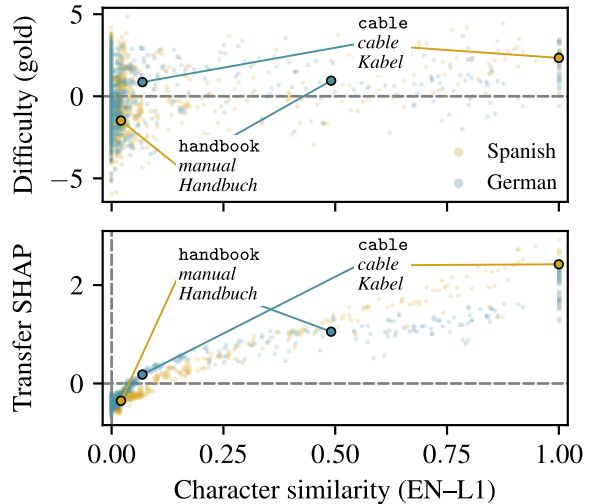 Difficulty (gold)
5
0
−5
cable
cable
Kabel
handbook
manual
Handbuch
Spanish
German
Transfer SHAP
2
0
handbook
manual
Handbuch
cable
cable
Kabel
0.00 0.25 0.50 0.75 1.00
Character similarity (EN–L1)